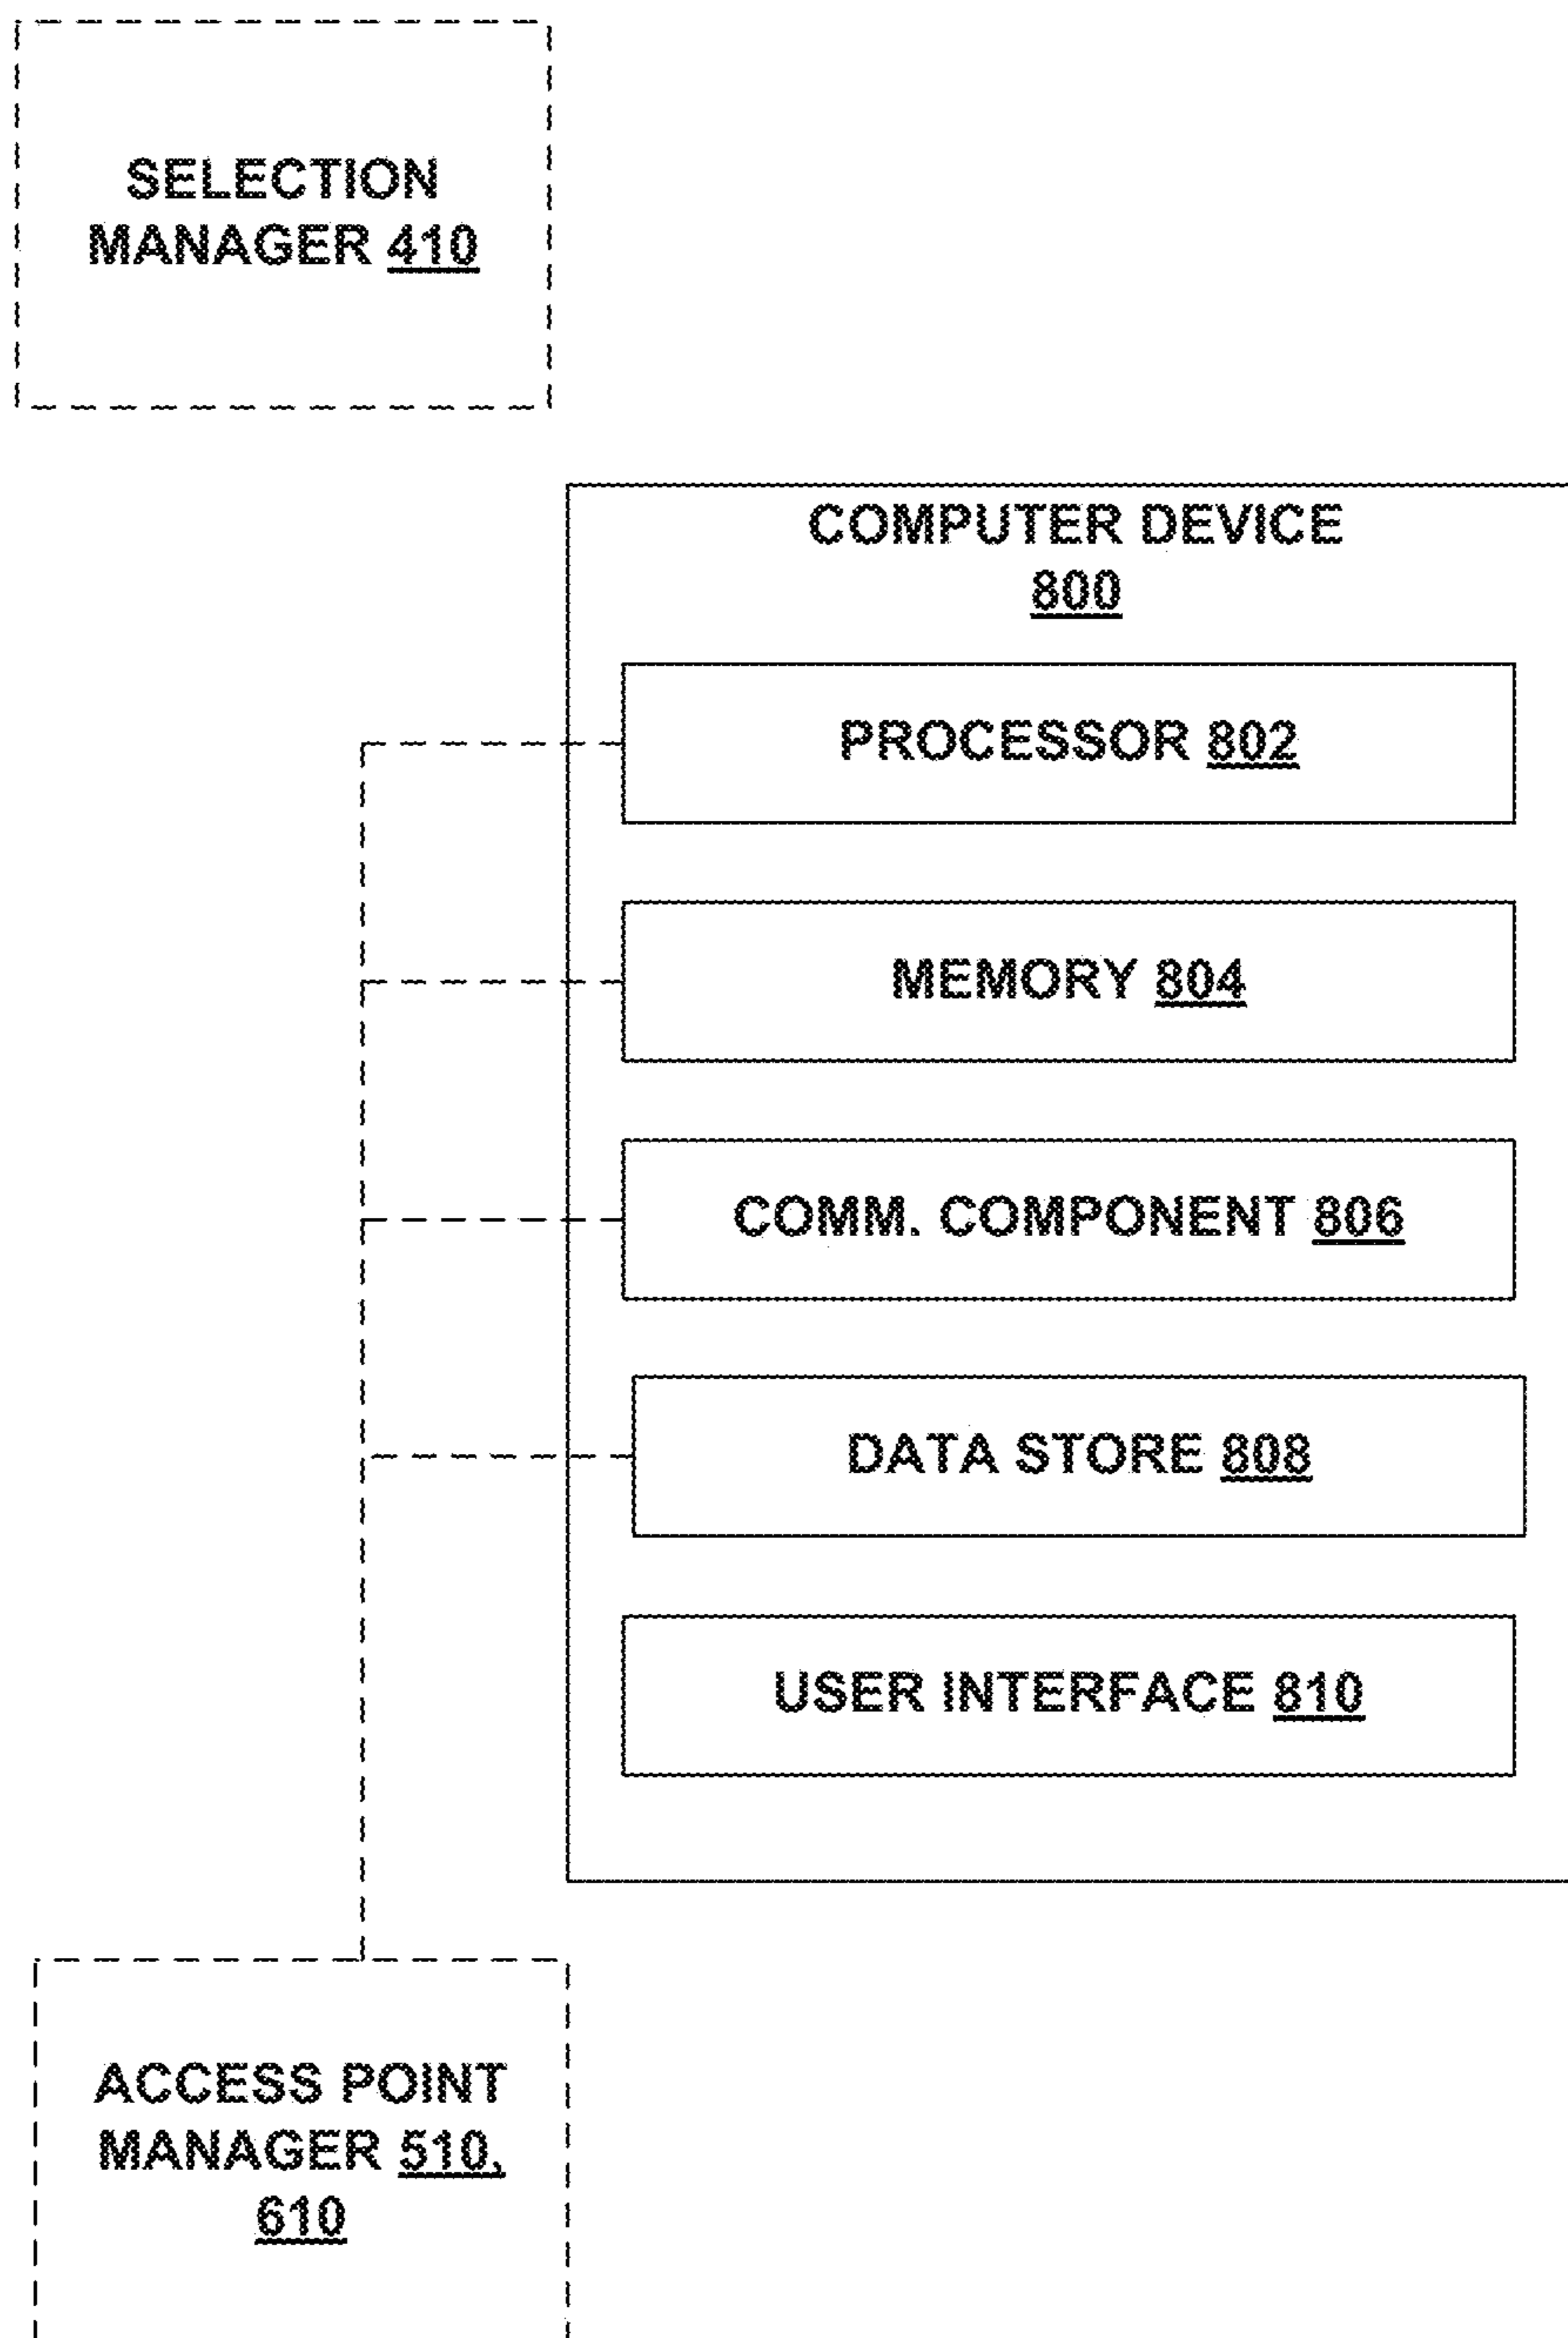 SELECTION
MANAGER 410
COMPUTER DEVICE
800
PROCESSOR 802
MEMORY 804
COMM. COMPONENT 806
DATA STORE 808
USER INTERFACE 810
ACCESS POINT
MANAGER 510,
610